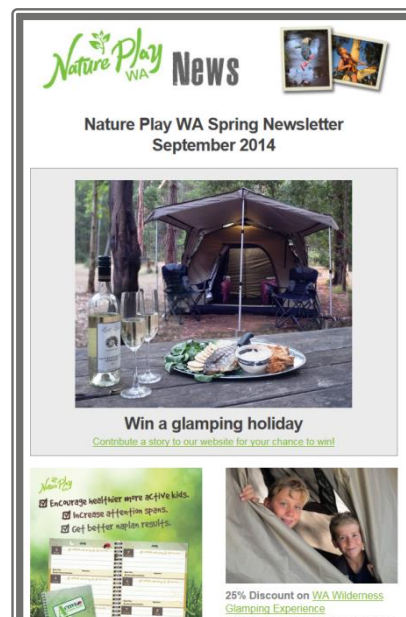 Nature Play
WA
News
Nature Play WA Spring Newsletter
September 2014
Win a glamping holiday
Contribute a story to our website for your chance to win!
Nature Play
Encourage healthier more active kids.
Increase attention spans.
Get better naplan results.
25% Discount on WA Wilderness
Glamping Experience